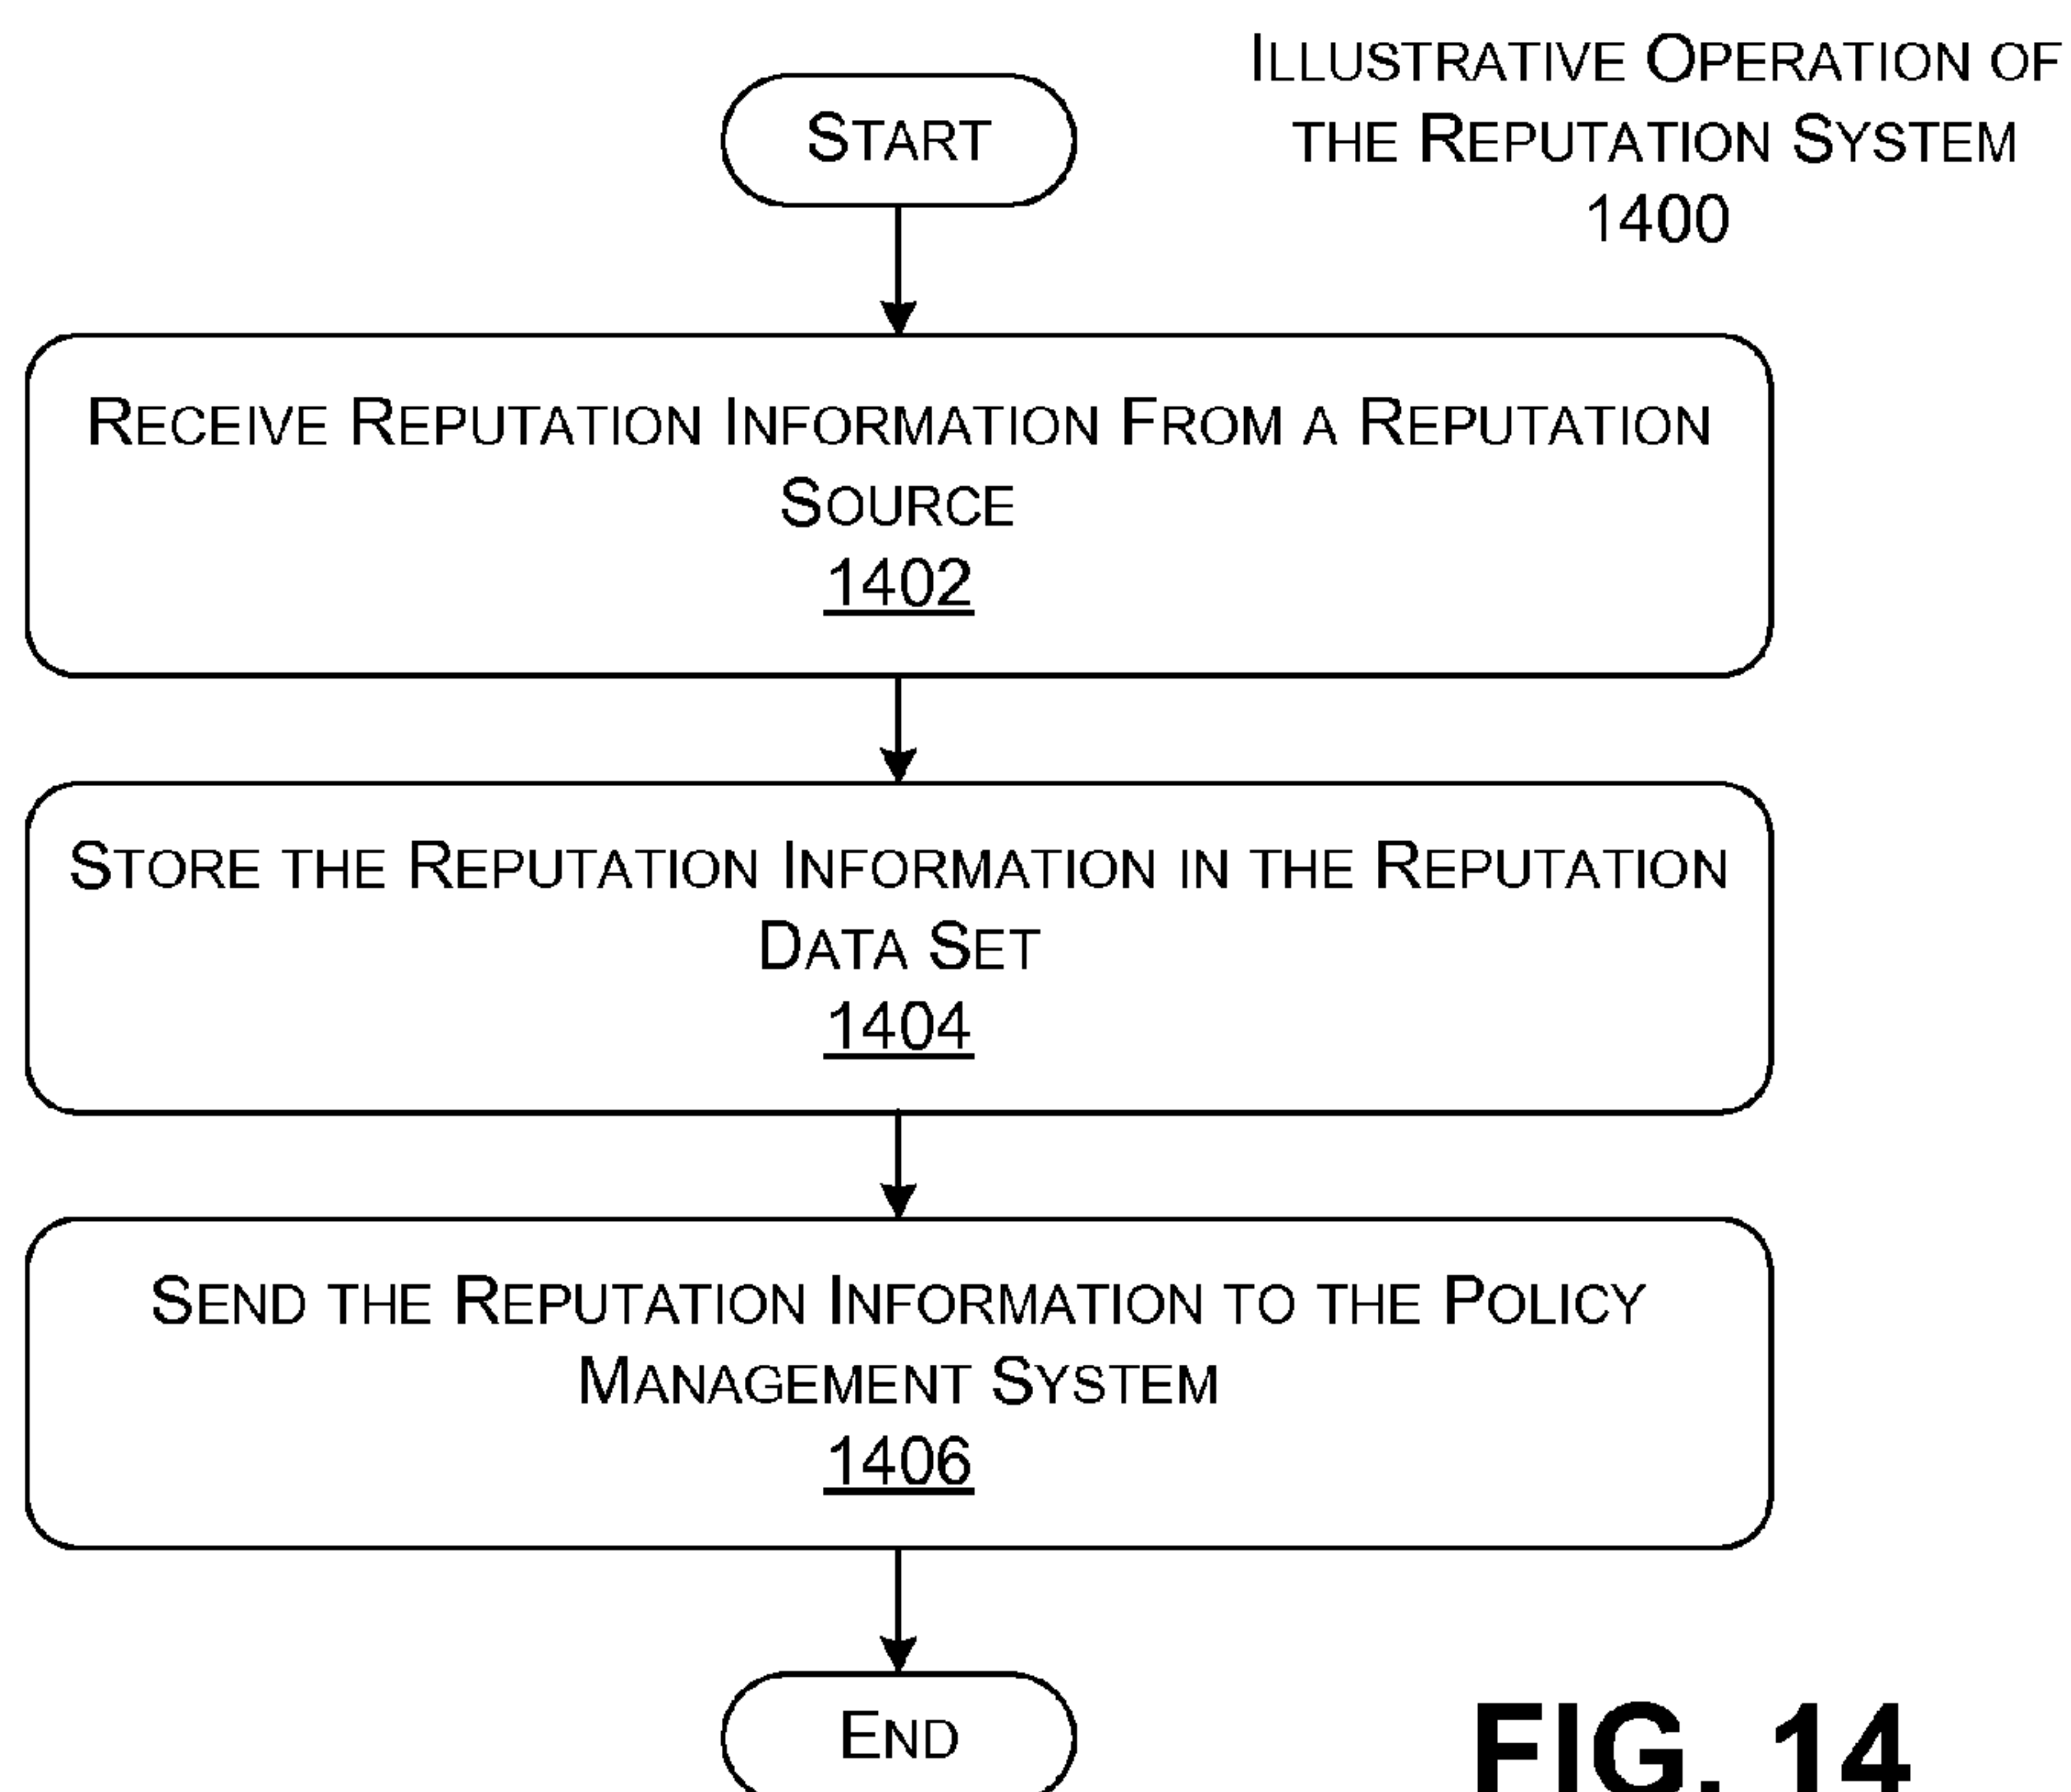 ILLUSTRATIVE OPERATION OF
THE REPUTATION SYSTEM
1400
START
RECEIVE REPUTATION INFORMATION FROM A REPUTATION
SOURCE
1402
STORE THE REPUTATION INFORMATION IN THE REPUTATION
DATA SET
1404
SEND THE REPUTATION INFORMATION TO THE POLICY
MANAGEMENT SYSTEM
1406
END
FIG. 14